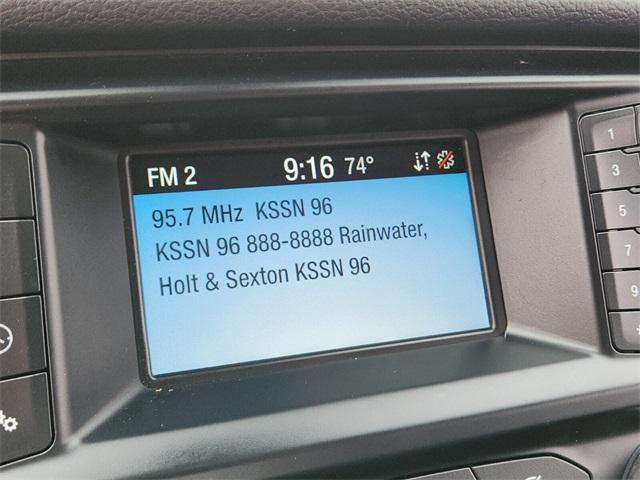 FM 2 9:16 74°
95.7 MHz KSSN 96
KSSN 96 888-8888 Rainwater,
Holt & Sexton KSSN 96
1
3
5
7
9